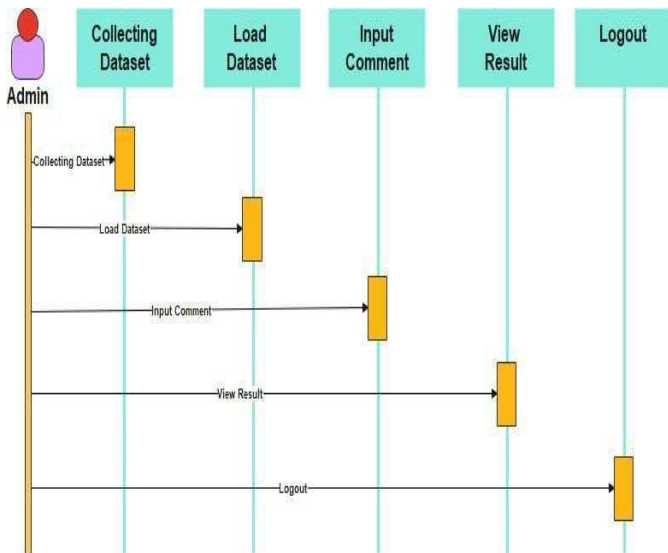 Collecting
Dataset
Load
Dataset
Input
Comment
View
Result
Logout
Admin
Collecting Dataset
Load Dataset
Input Comment
View Result
Logout